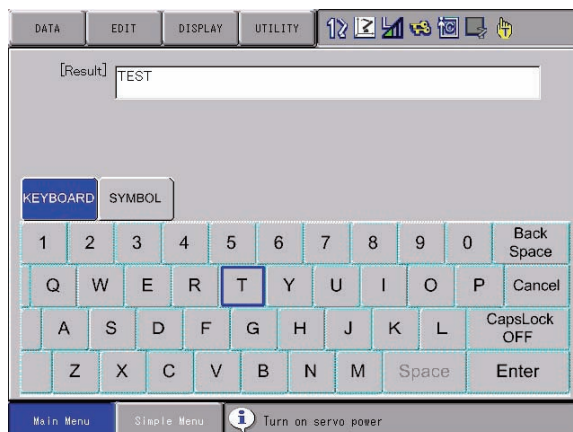 DATA EDIT DISPLAY UTILITY
[Result] TEST
KEYBOARD SYMBOL
1 2 3 4 5 6 7 8 9 0 Back Space
Q W E R T Y U I O P Cancel
A S D F G H J K L CapsLock OFF
Z X C V B N M Space Enter
Main Menu Simple Menu Turn on servo power